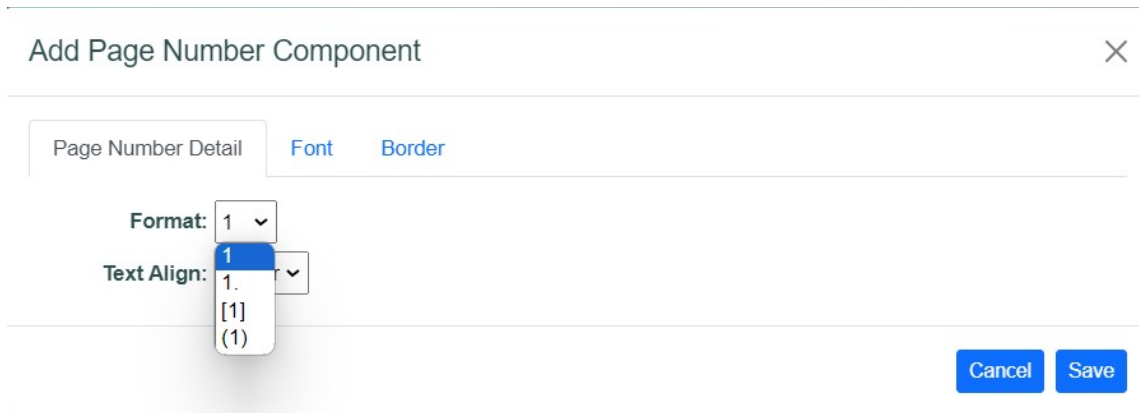 Add Page Number Component
Page Number Detail Font Border
Format: 1
1
Text Align: r
1.
[1]
(1)
Cancel Save